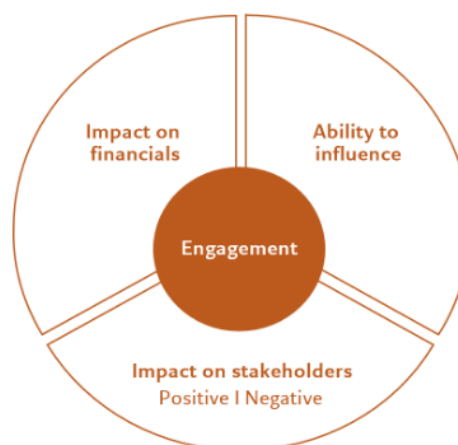 Impact on
financials
Ability to
influence
Engagement
Impact on stakeholders
Positive I Negative